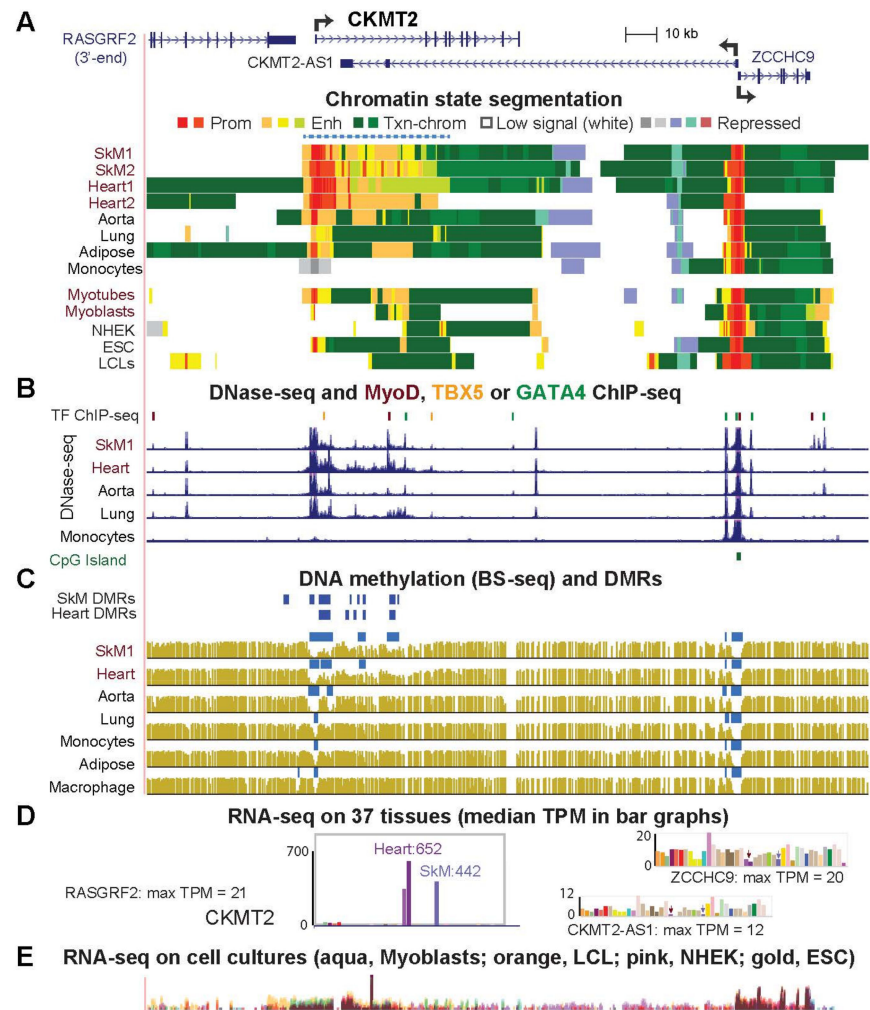 A
CKMT2
RASGRF2
(3'-end)
10 kb
CKMT2-AS1
ZCCHC9
Chromatin state segmentation
Prom Enh Txn-chrom Low signal (white) Repressed
SkM1
SkM2
Heart1
Heart2
Aorta
Lung
Adipose
Monocytes
Myotubes
Myoblasts
NHEK
ESC
LCLs
B
DNase-seq and MyoD, TBX5 or GATA4 ChIP-seq
TF ChIP-seq
DNase-seq
SkM1
Heart
Aorta
Lung
Monocytes
CpG Island
C
DNA methylation (BS-seq) and DMRs
SkM DMRs
Heart DMRs
SkM1
Heart
Aorta
Lung
Monocytes
Adipose
Macrophage
D
RNA-seq on 37 tissues (median TPM in bar graphs)
700
Heart:652
SkM:442
0
RASGRF2: max TPM = 21
CKMT2
20
0
ZCCHC9: max TPM = 20
12
0
CKMT2-AS1: max TPM = 12
E
RNA-seq on cell cultures (aqua, Myoblasts; orange, LCL; pink, NHEK; gold, ESC)